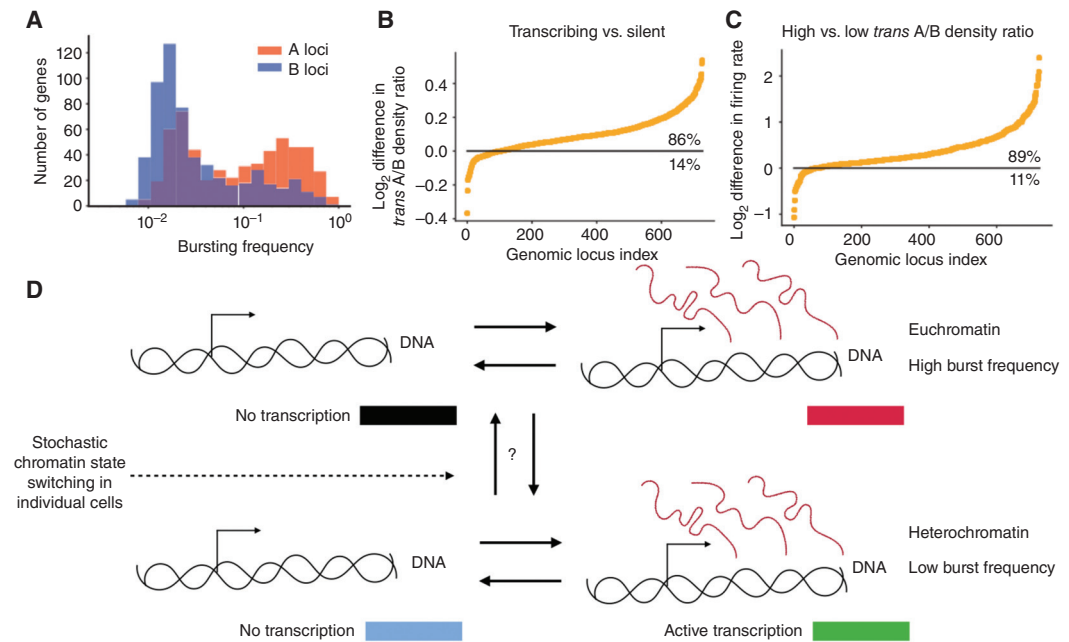 A
Number of genes
120
100
80
60
40
20
0
10−2
10−1
100
Bursting frequency
A loci
B loci
B
Transcribing vs. silent
Log2 difference in
trans A/B density ratio
0.4
0.2
0.0
−0.2
−0.4
86%
14%
0
200
400
600
Genomic locus index
C
High vs. low trans A/B density ratio
Log2 difference in firing rate
2
1
0
−1
89%
11%
0
200
400
600
Genomic locus index
D
DNA
DNA
Euchromatin
High burst frequency
No transcription
Stochastic
chromatin state
switching in
individual cells
?
DNA
DNA
Heterochromatin
Low burst frequency
No transcription
Active transcription